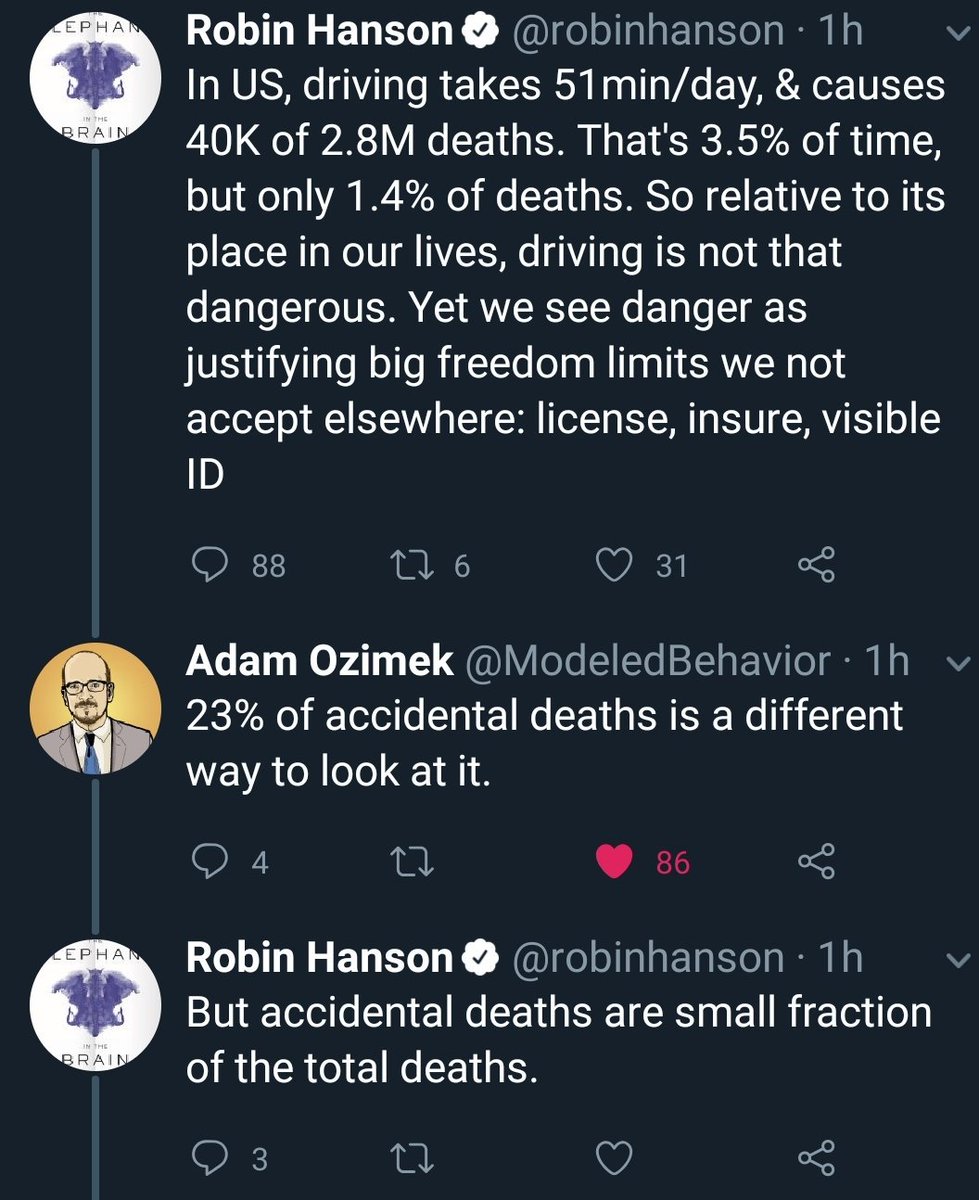 LEPHAN
IN THE
BRAIN
Robin Hanson @robinhanson · 1h
In US, driving takes 51min/day, & causes
40K of 2.8M deaths. That's 3.5% of time,
but only 1.4% of deaths. So relative to its
place in our lives, driving is not that
dangerous. Yet we see danger as
justifying big freedom limits we not
accept elsewhere: license, insure, visible
ID
88 6 31
Adam Ozimek @ModeledBehavior · 1h
23% of accidental deaths is a different
way to look at it.
4 86
LEPHAN
IN THE
BRAIN
Robin Hanson @robinhanson · 1h
But accidental deaths are small fraction
of the total deaths.
3